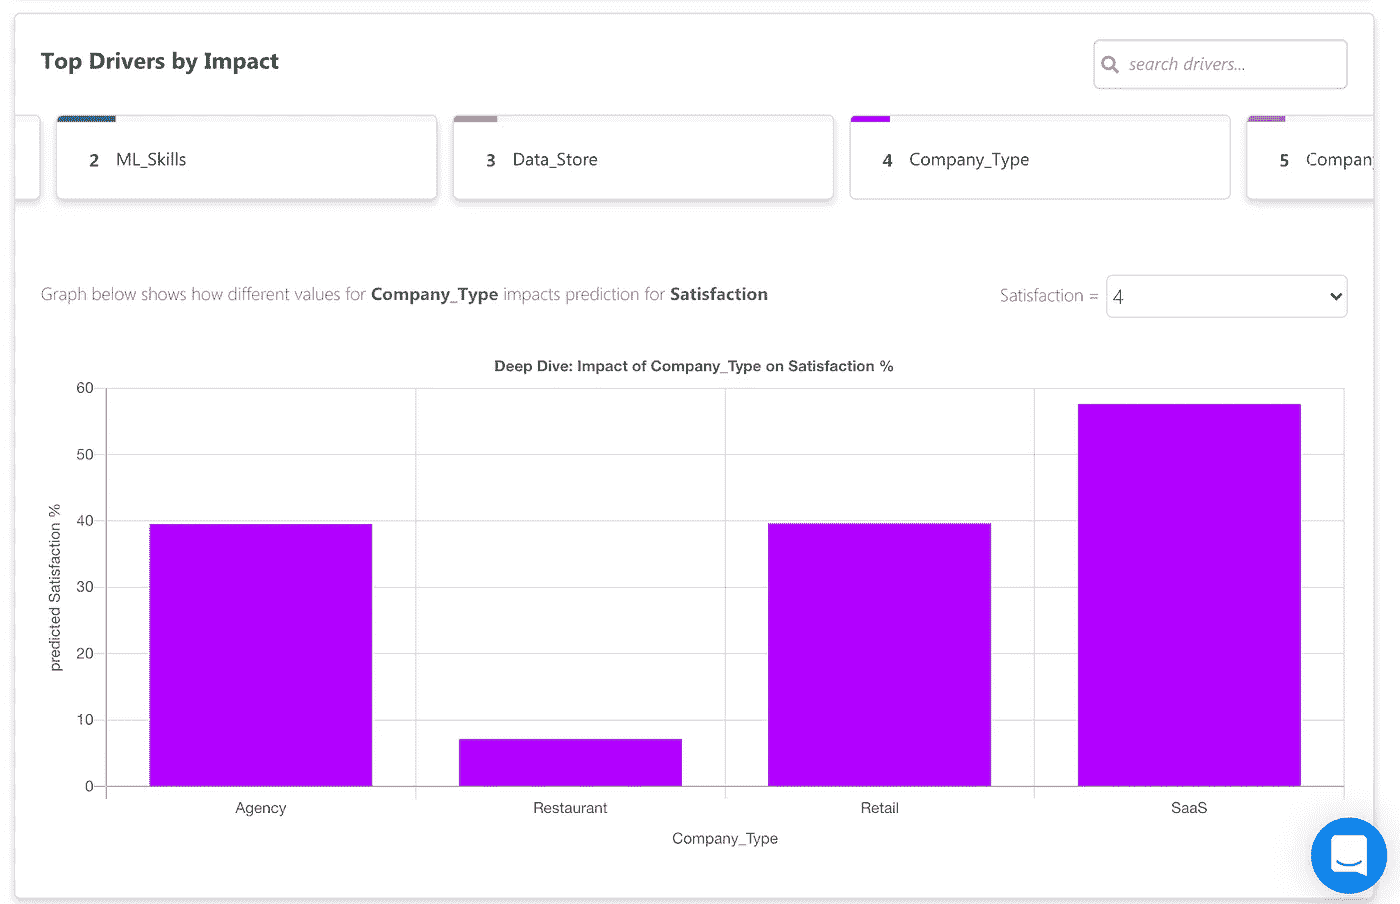 Top Drivers by Impact
search drivers...
2 ML_Skills
3 Data_Store
4 Company_Type
5 Compan
Graph below shows how different values for Company_Type impacts prediction for Satisfaction
Satisfaction = 4
Deep Dive: Impact of Company_Type on Satisfaction %
60
50
40
30
20
10
0
predicted Satisfaction %
Agency Restaurant Retail SaaS
Company_Type